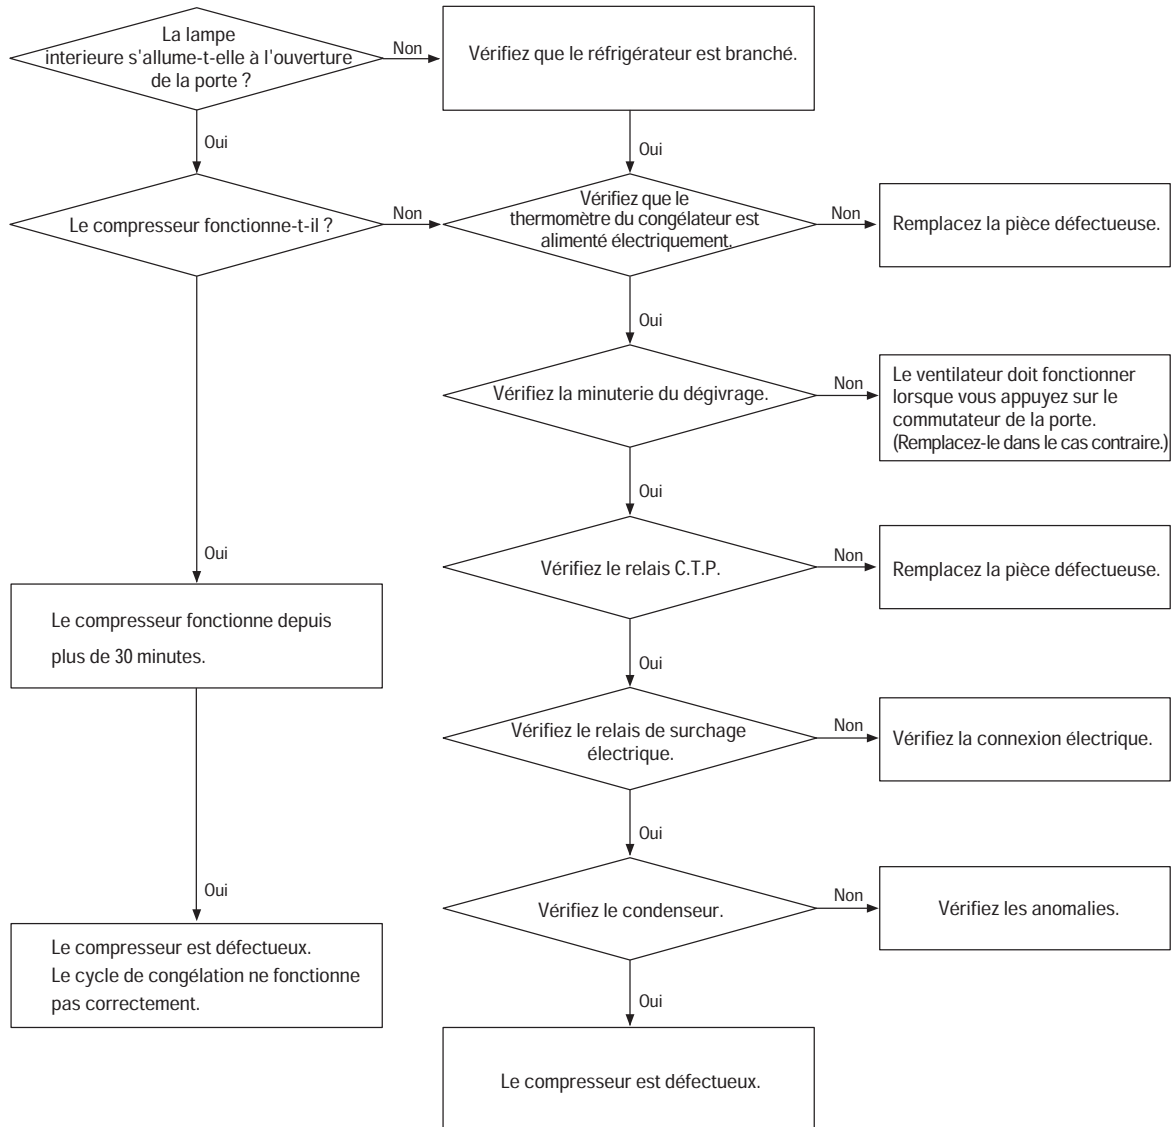 La lampe
interieure s'allume-t-elle à l'ouverture
de la porte ?
Non
Vérifiez que le réfrigérateur est branché.
Oui
Oui
Le compresseur fonctionne-t-il ?
Non
Vérifiez que le
thermomètre du congélateur est
alimenté électriquement.
Non
Remplacez la pièce défectueuse.
Oui
Vérifiez la minuterie du dégivrage.
Non
Le ventilateur doit fonctionner
lorsque vous appuyez sur le
commutateur de la porte.
(Remplacez-le dans le cas contraire.)
Oui
Vérifiez le relais C.T.P.
Non
Remplacez la pièce défectueuse.
Oui
Le compresseur fonctionne depuis
plus de 30 minutes.
Oui
Vérifiez le relais de surchage
électrique.
Non
Vérifiez la connexion électrique.
Oui
Vérifiez le condenseur.
Non
Vérifiez les anomalies.
Oui
Le compresseur est défectueux.
Le cycle de congélation ne fonctionne
pas correctement.
Oui
Le compresseur est défectueux.